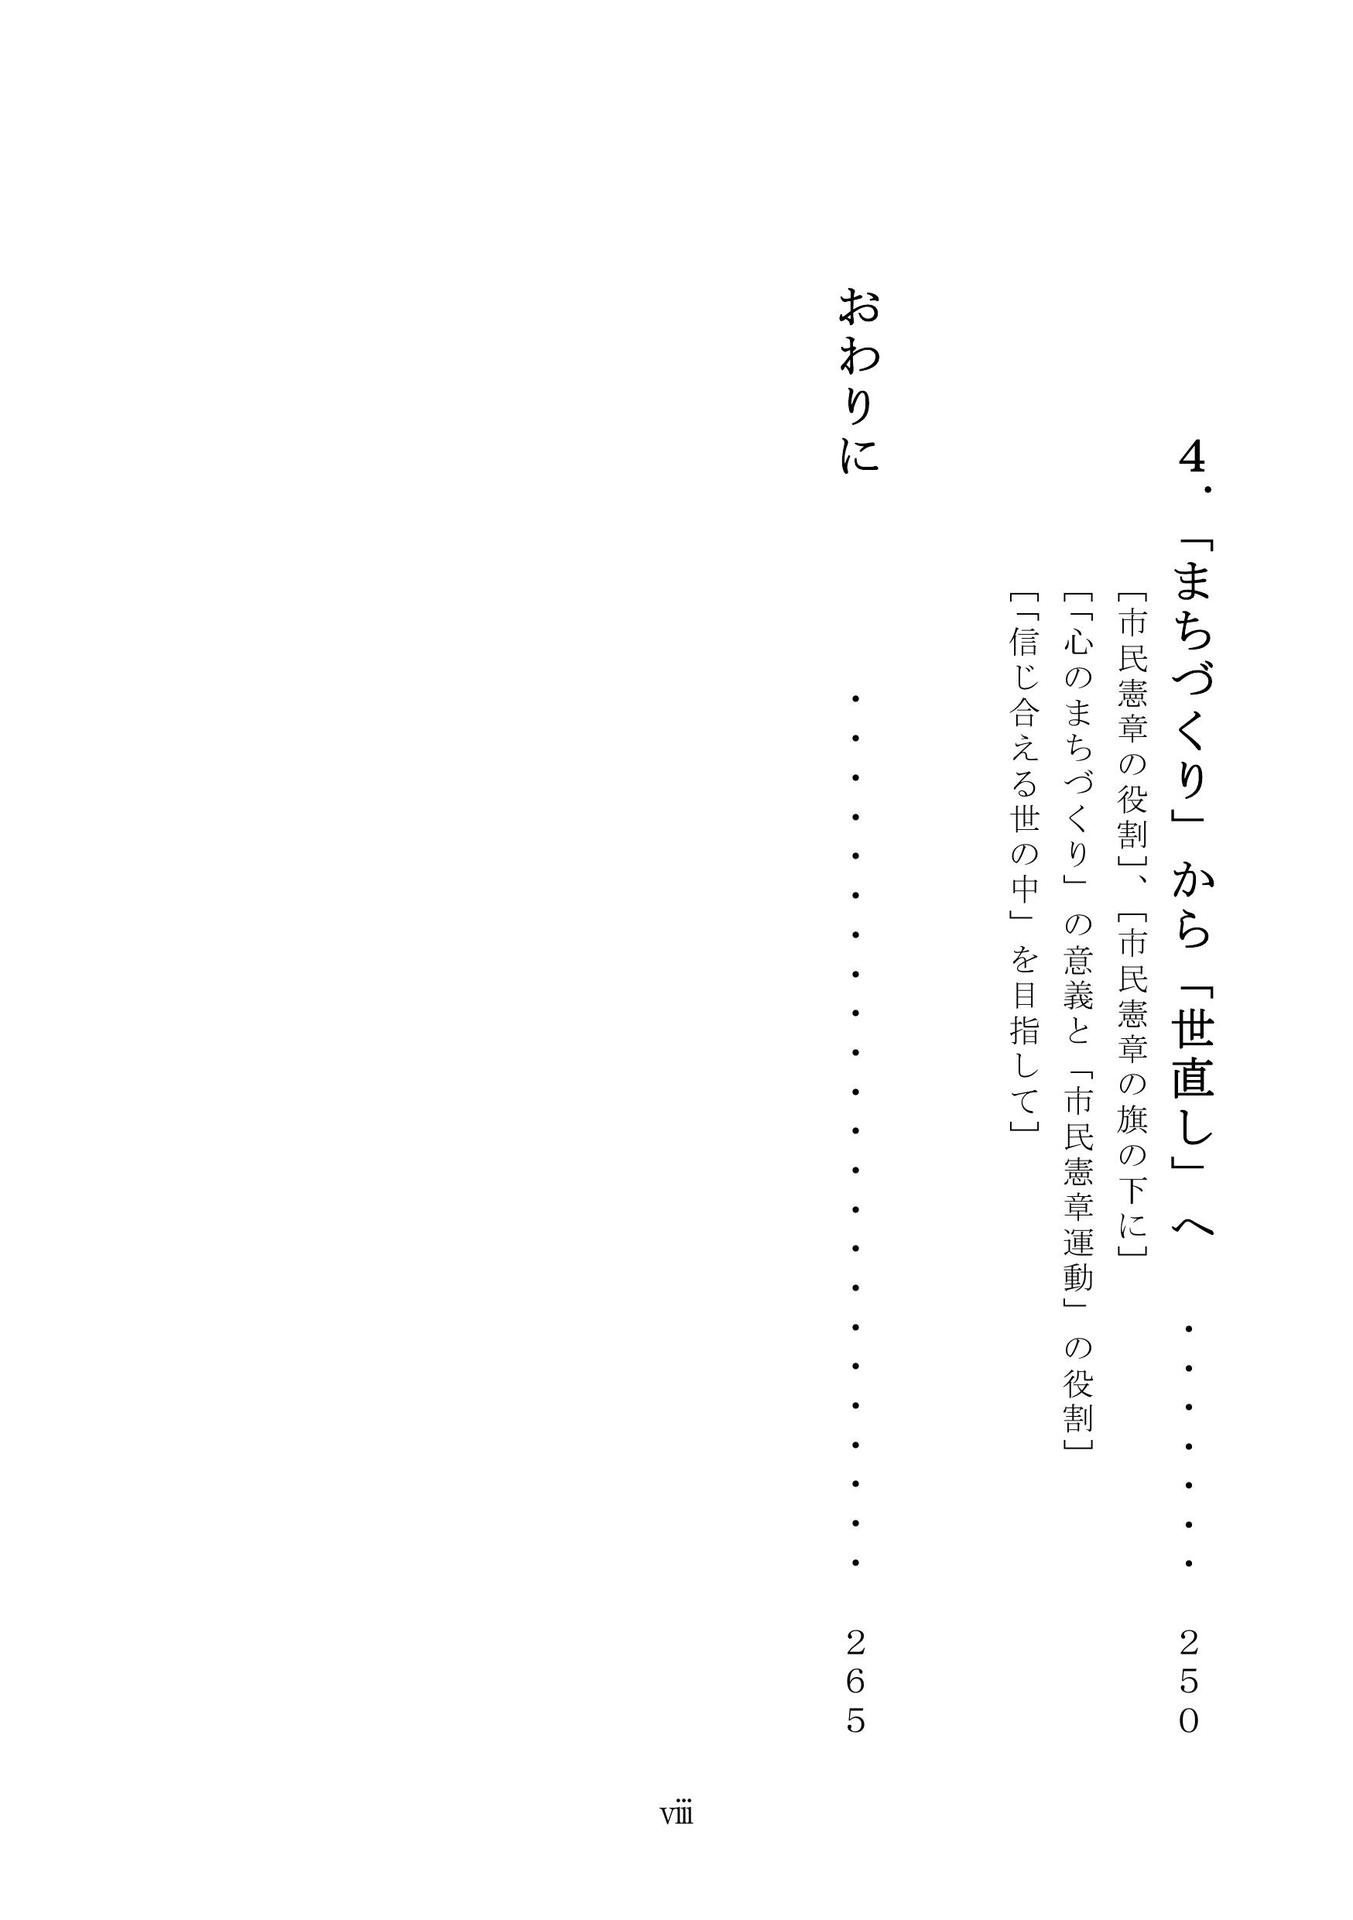 4.「まちづくり」から「世直し」へ ・・・・・・・ 250
[市民憲章の役割]、[市民憲章の旗の下に]
[「心のまちづくり」の意義と「市民憲章運動」の役割]
[「信じ合える世の中」を目指して]
おわりに ・・・・・・・・・・・・・・・・・・・・・・・ 265
viii